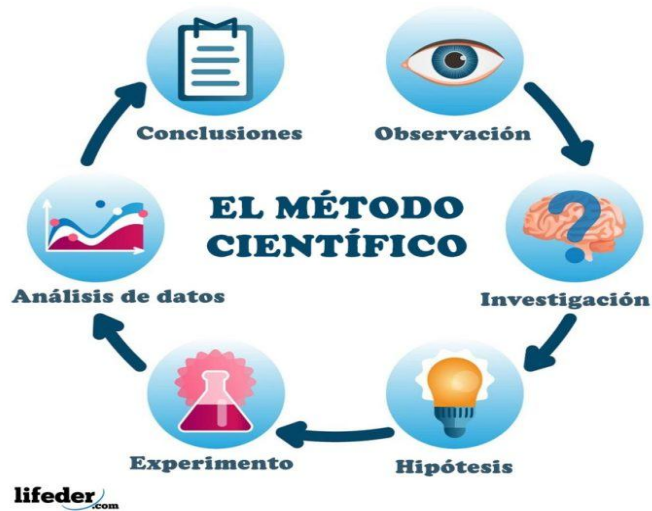 EL MÉTODO
CIENTÍFICO
Observación
Investigación
Hipótesis
Experimento
Análisis de datos
Conclusiones
?
lifeder.com